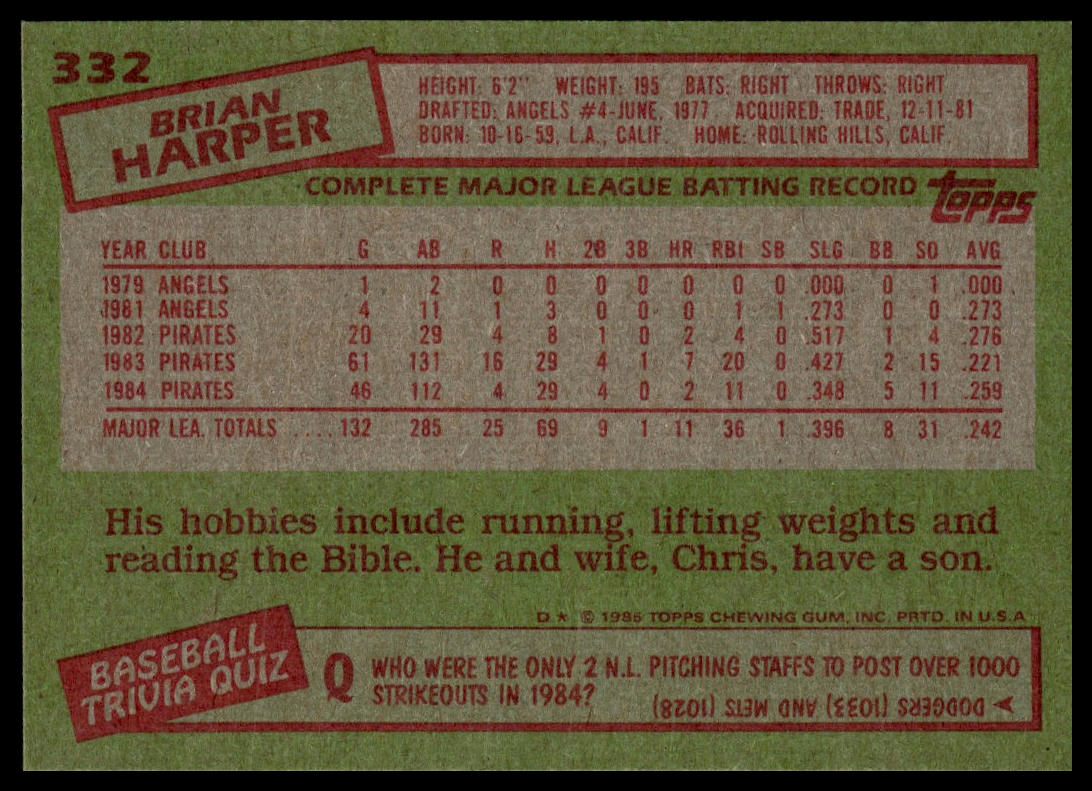 332
BRIAN
HARPER
HEIGHT: 6'2" WEIGHT: 195 BATS: RIGHT THROWS: RIGHT
DRAFTED: ANGELS #4-JUNE, 1977 ACQUIRED: TRADE, 12-11-81
BORN: 10-16-59, L.A., CALIF. HOME: ROLLING HILLS, CALIF.
COMPLETE MAJOR LEAGUE BATTING RECORD topps
YEAR CLUB G AB R H 2B 3B HR RBI SB SLG BB SO AVG
1979 ANGELS 1 2 0 0 0 0 0 0 0 .000 0 1 .000
1981 ANGELS 4 11 1 3 0 0 0 1 1 .273 0 0 .273
1982 PIRATES 20 29 4 8 1 0 2 4 0 .517 1 4 .276
1983 PIRATES 61 131 16 29 4 1 7 20 0 .427 2 15 .221
1984 PIRATES 46 112 4 29 4 0 2 11 0 .348 5 11 .259
MAJOR LEA. TOTALS .... 132 285 25 69 9 1 11 36 1 .396 8 31 .242
His hobbies include running, lifting weights and
reading the Bible. He and wife, Chris, have a son.
D★ © 1985 TOPPS CHEWING GUM, INC. PRTD. IN U.S.A
BASEBALL
TRIVIA QUIZ
Q WHO WERE THE ONLY 2 N.L. PITCHING STAFFS TO POST OVER 1000
STRIKEOUTS IN 1984?
A DODGERS (1033) AND METS (1028)